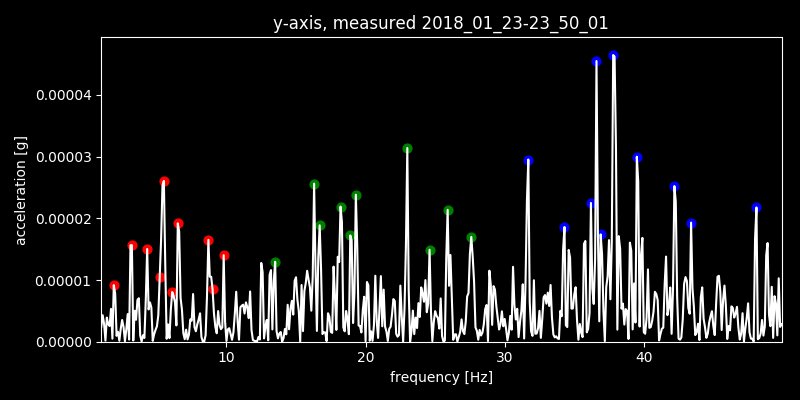 y-axis, measured 2018_01_23-23_50_01
acceleration [g]
0.00004
0.00003
0.00002
0.00001
0.00000
10 20 30 40
frequency [Hz]